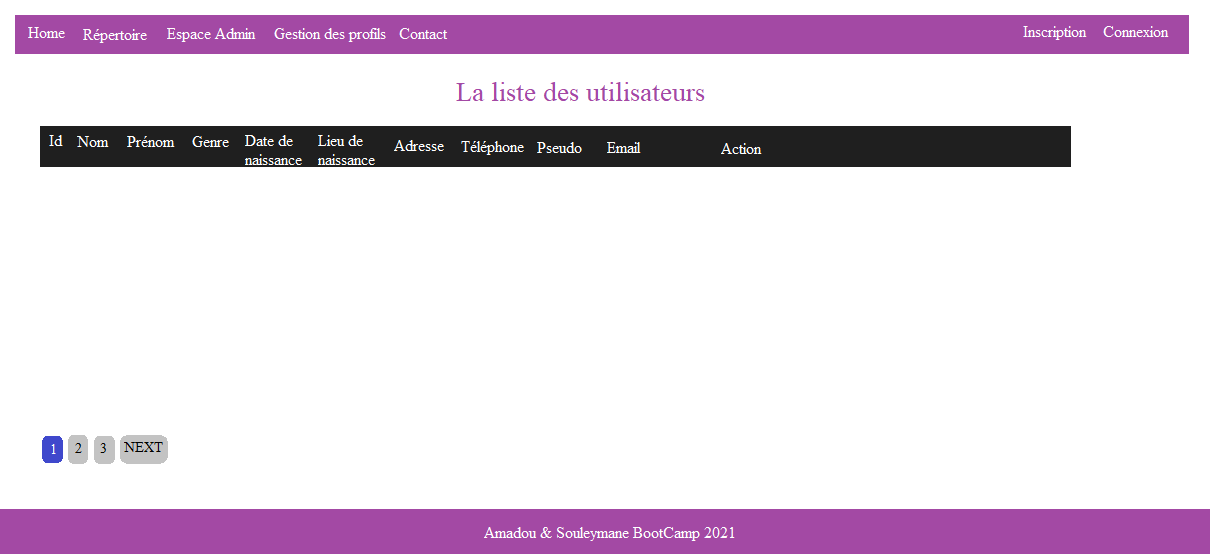 Home Répertoire Espace Admin Gestion des profils Contact Inscription Connexion
La liste des utilisateurs
Id Nom Prénom Genre Date de naissance Lieu de naissance Adresse Téléphone Pseudo Email Action
1 2 3 NEXT
Amadou & Souleymane BootCamp 2021